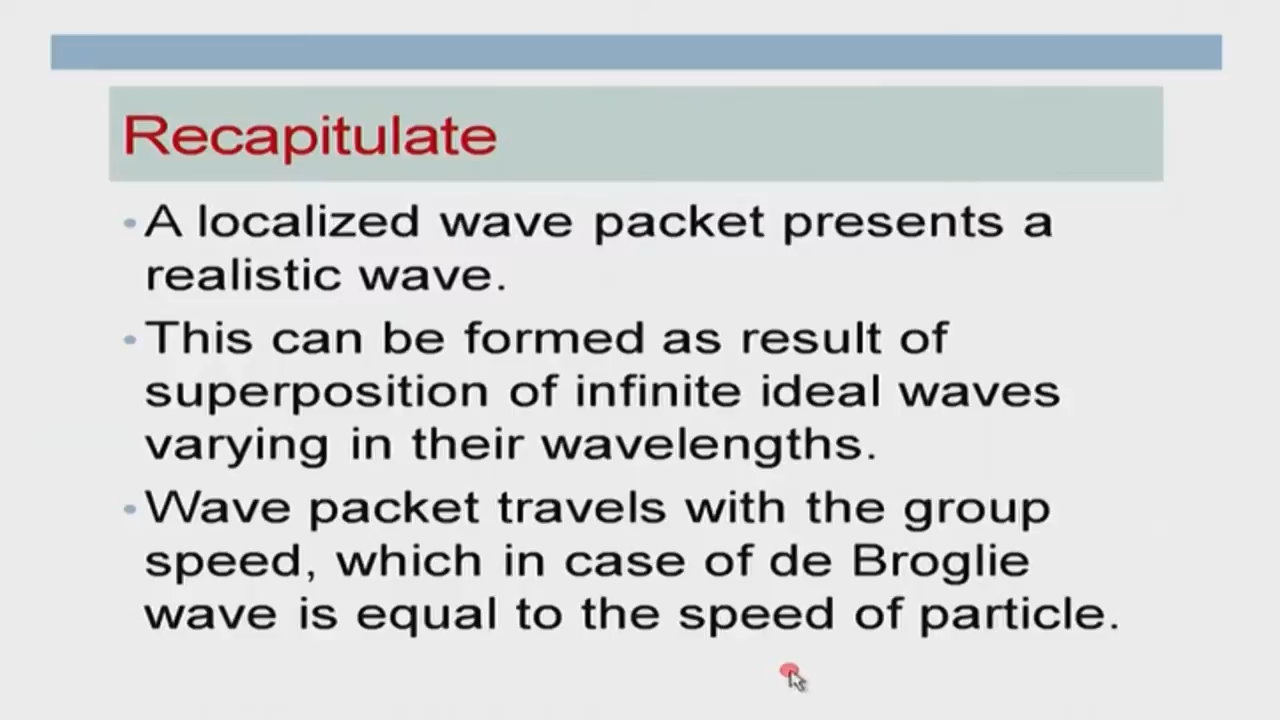 Recapitulate
• A localized wave packet presents a
realistic wave.
• This can be formed as result of
superposition of infinite ideal waves
varying in their wavelengths.
• Wave packet travels with the group
speed, which in case of de Broglie
wave is equal to the speed of particle.